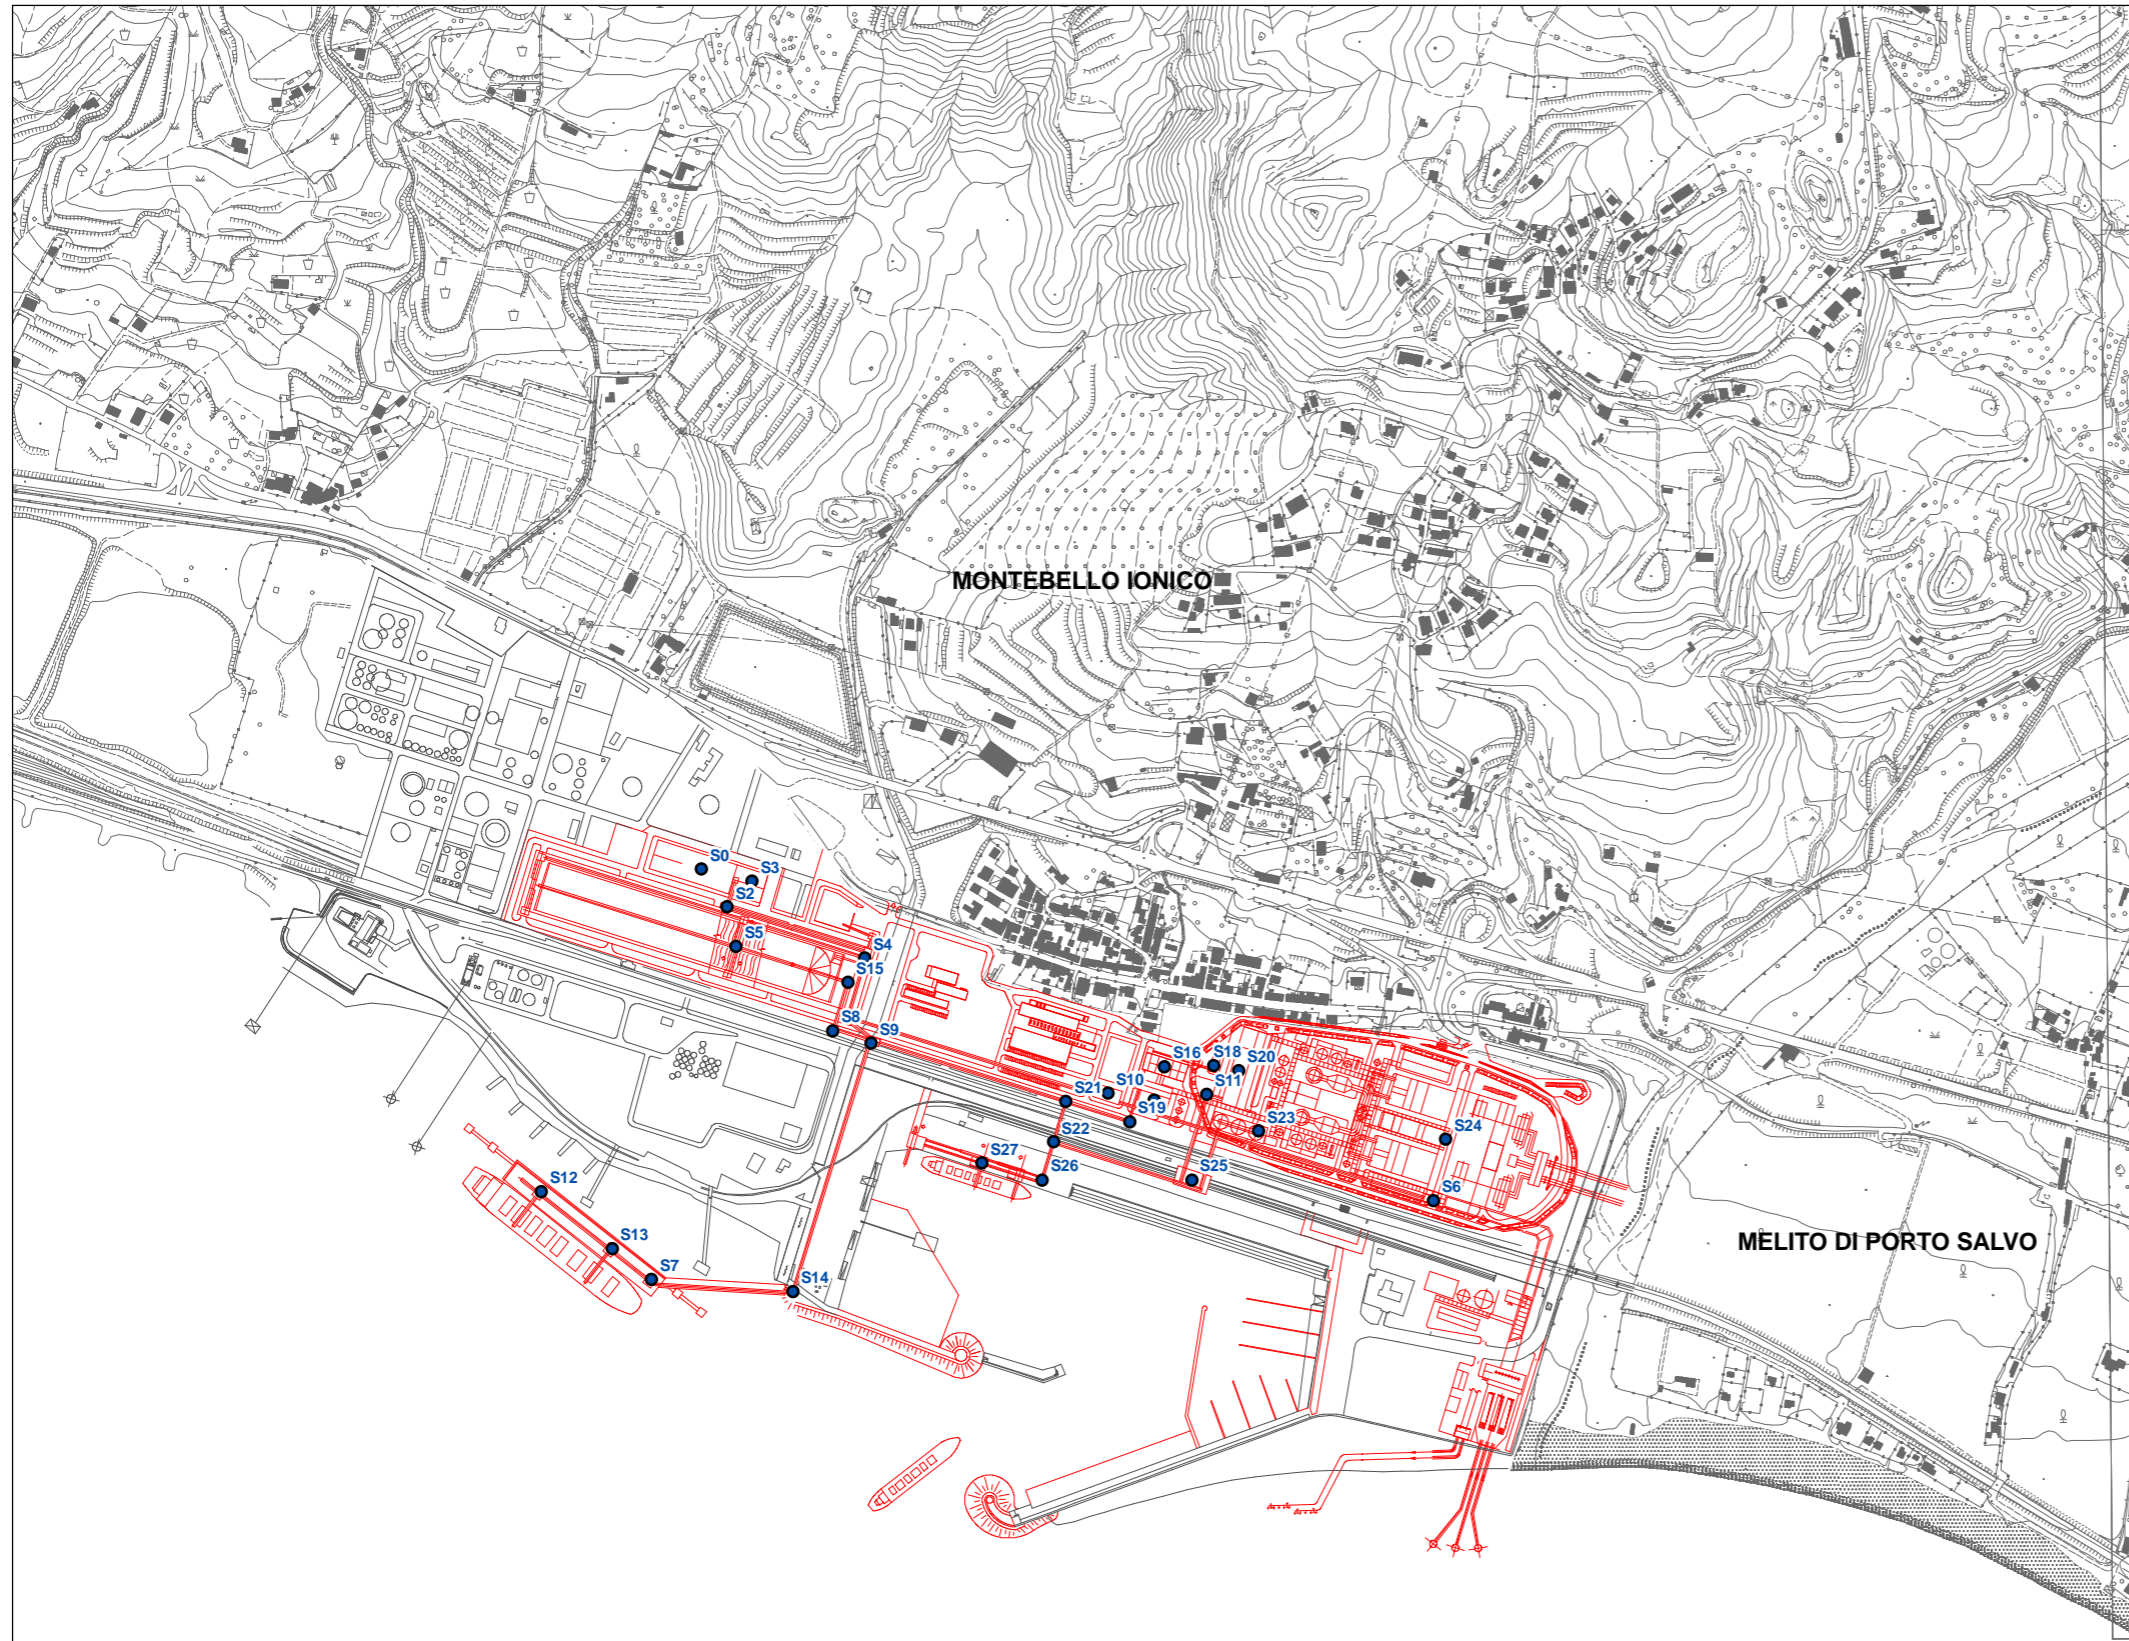 MONTEBELLO IONICO
S0
S3
S2
S5
S4
S15
S8
S9
S16
S18
S20
S21
S10
S11
S19
S23
S22
S24
S27
S26
S25
S6
S12
S13
S7
S14
MELITO DI PORTO SALVO